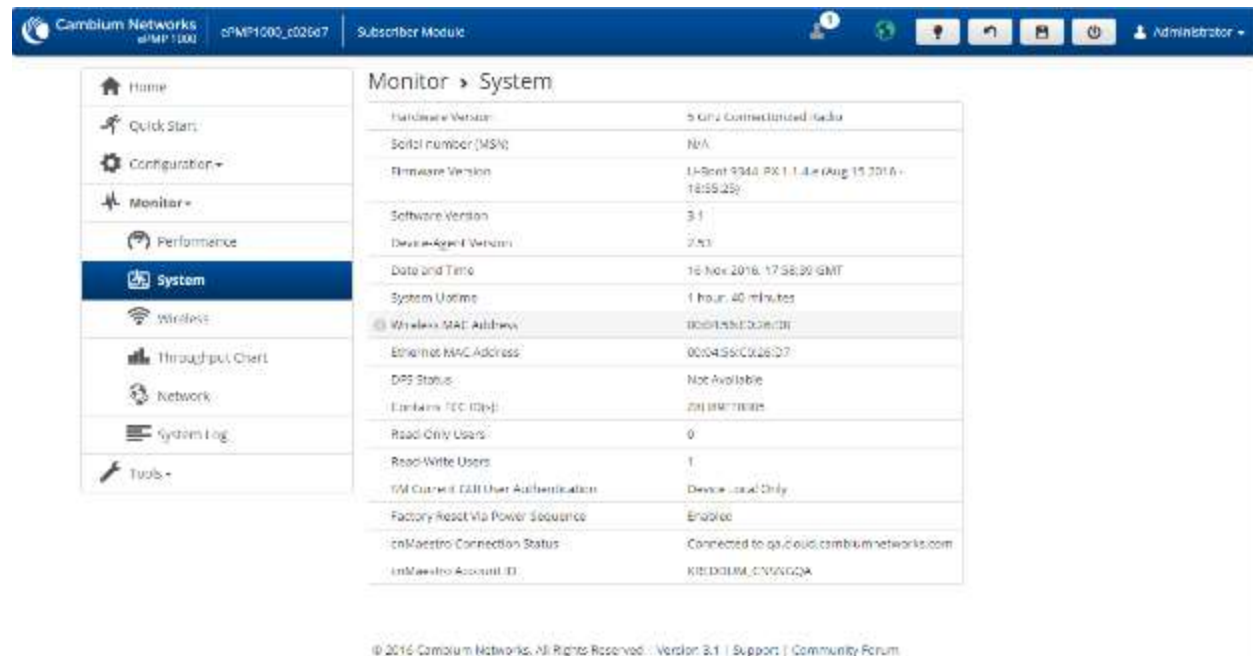 Cambium Networks
ePMP 1000
ePMP1000_c026d7
Subscriber Module
1
Administrator
Home
Quick Start
Configuration
Monitor
Performance
System
Wireless
Throughput Chart
Network
System Log
Tools
Monitor > System
Hardware Version 5 GHz Connectorized Radio
Serial number (MSN) N/A
Firmware Version U-Boot 9344_PX 1.1.4.e (Aug 15 2016 -
18:55:25)
Software Version 3.1
Device-Agent Version 2.53
Date and Time 16 Nov 2016, 17:58:39 GMT
System Uptime 1 hour, 40 minutes
Wireless MAC Address
Ethernet MAC Address 00:04:56:C0:26:D7
DFS Status Not Available
Contains FCC ID(s):
Read-Only Users 0
Read-Write Users 1
SM Current GUI User Authentication Device Local Only
Factory Reset Via Power Sequence Enabled
cnMaestro Connection Status Connected to qa.cloud.cambiumnetworks.com
cnMaestro Account ID
© 2016 Cambium Networks. All Rights Reserved. | Version 3.1 | Support | Community Forum